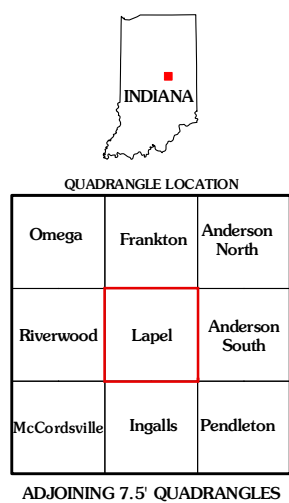 INDIANA
QUADRANGLE LOCATION
Omega
Frankton
Anderson
North
Riverwood
Lapel
Anderson
South
McCordsville
Ingalls
Pendleton
ADJOINING 7.5' QUADRANGLES